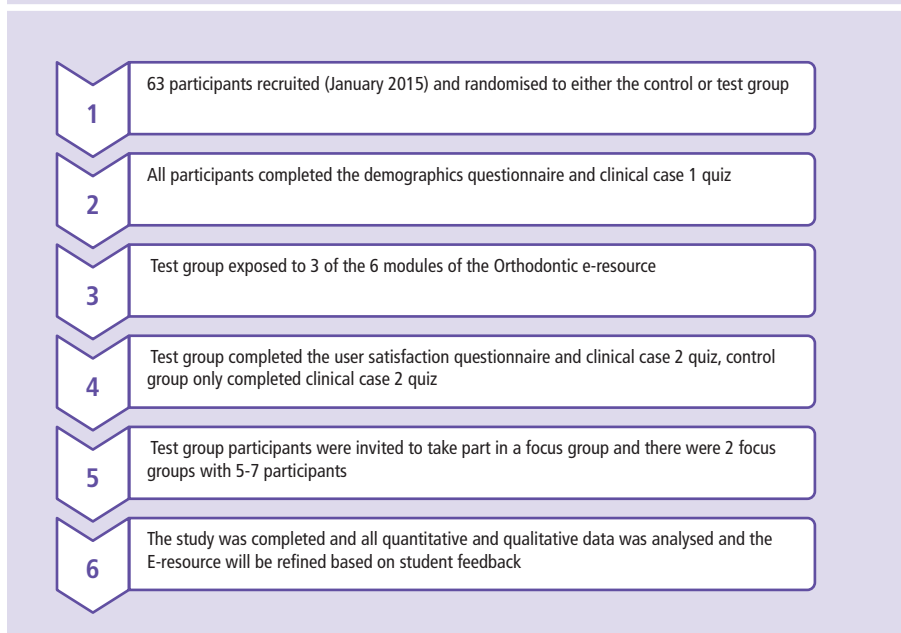 1
63 participants recruited (January 2015) and randomised to either the control or test group
2
All participants completed the demographics questionnaire and clinical case 1 quiz
3
Test group exposed to 3 of the 6 modules of the Orthodontic e-resource
4
Test group completed the user satisfaction questionnaire and clinical case 2 quiz, control
group only completed clinical case 2 quiz
5
Test group participants were invited to take part in a focus group and there were 2 focus
groups with 5-7 participants
6
The study was completed and all quantitative and qualitative data was analysed and the
E-resource will be refined based on student feedback